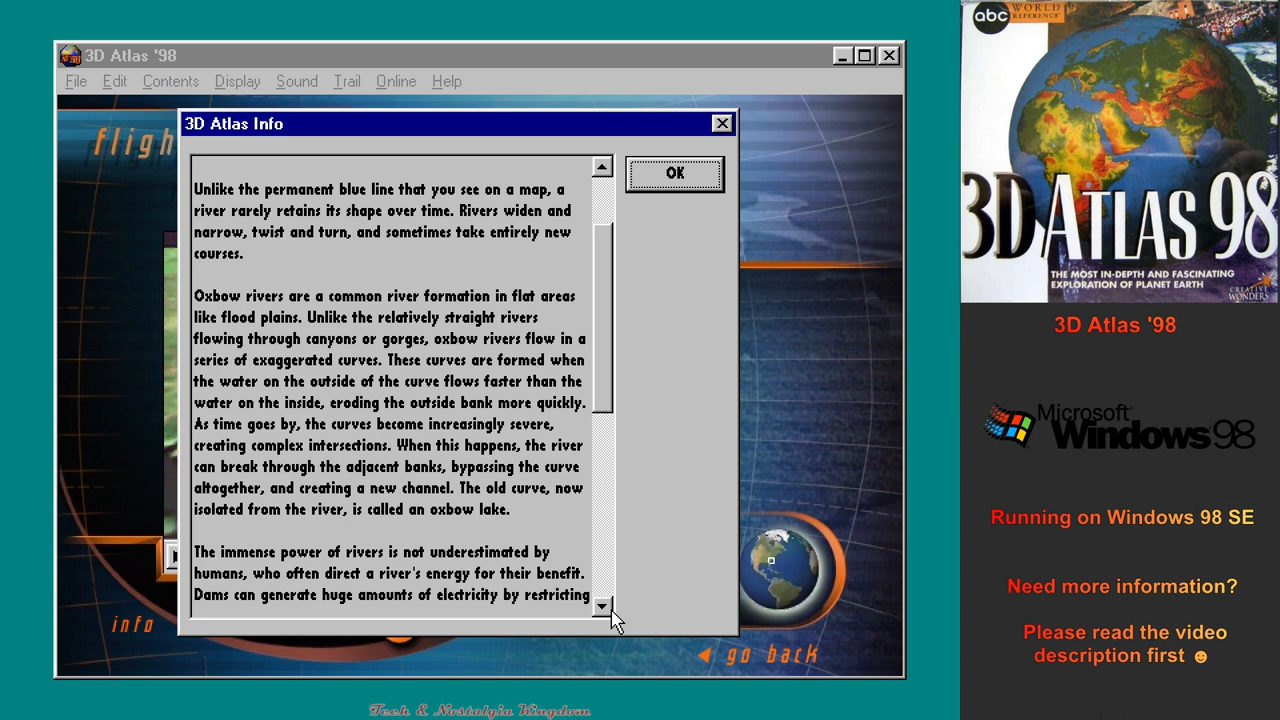 3D Atlas '98
File Edit Contents Display Sound Trail Online Help
fligh
3D Atlas Info
OK
Unlike the permanent blue line that you see on a map, a
river rarely retains its shape over time. Rivers widen and
narrow, twist and turn, and sometimes take entirely new
courses.
Oxbow rivers are a common river formation in flat areas
like flood plains. Unlike the relatively straight rivers
flowing through canyons or gorges, oxbow rivers flow in a
series of exaggerated curves. These curves are formed when
the water on the outside of the curve flows faster than the
water on the inside, eroding the outside bank more quickly.
As time goes by, the curves become increasingly severe,
creating complex intersections. When this happens, the river
can break through the adjacent banks, bypassing the curve
altogether, and creating a new channel. The old curve, now
isolated from the river, is called an oxbow lake.
The immense power of rivers is not underestimated by
humans, who often direct a river's energy for their benefit.
Dams can generate huge amounts of electricity by restricting
info
go back
Tech & Nostalgia Kingdom
abc WORLD
REFERENCE
3D ATLAS 98
THE MOST IN-DEPTH AND FASCINATING
EXPLORATION OF PLANET EARTH
CREATIVE
WONDERS
3D Atlas '98
Microsoft
Windows 98
Running on Windows 98 SE
Need more information?
Please read the video
description first ☻